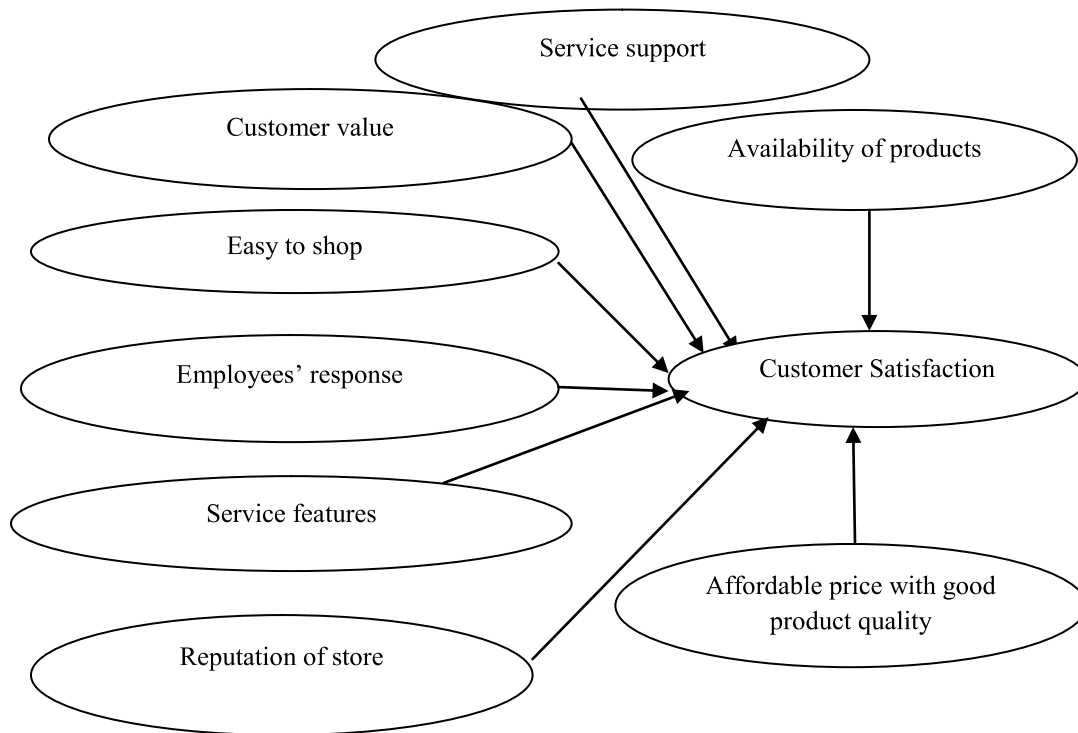 Service support
Customer value
Availability of products
Easy to shop
Customer Satisfaction
Employees’ response
Service features
Affordable price with good
product quality
Reputation of store